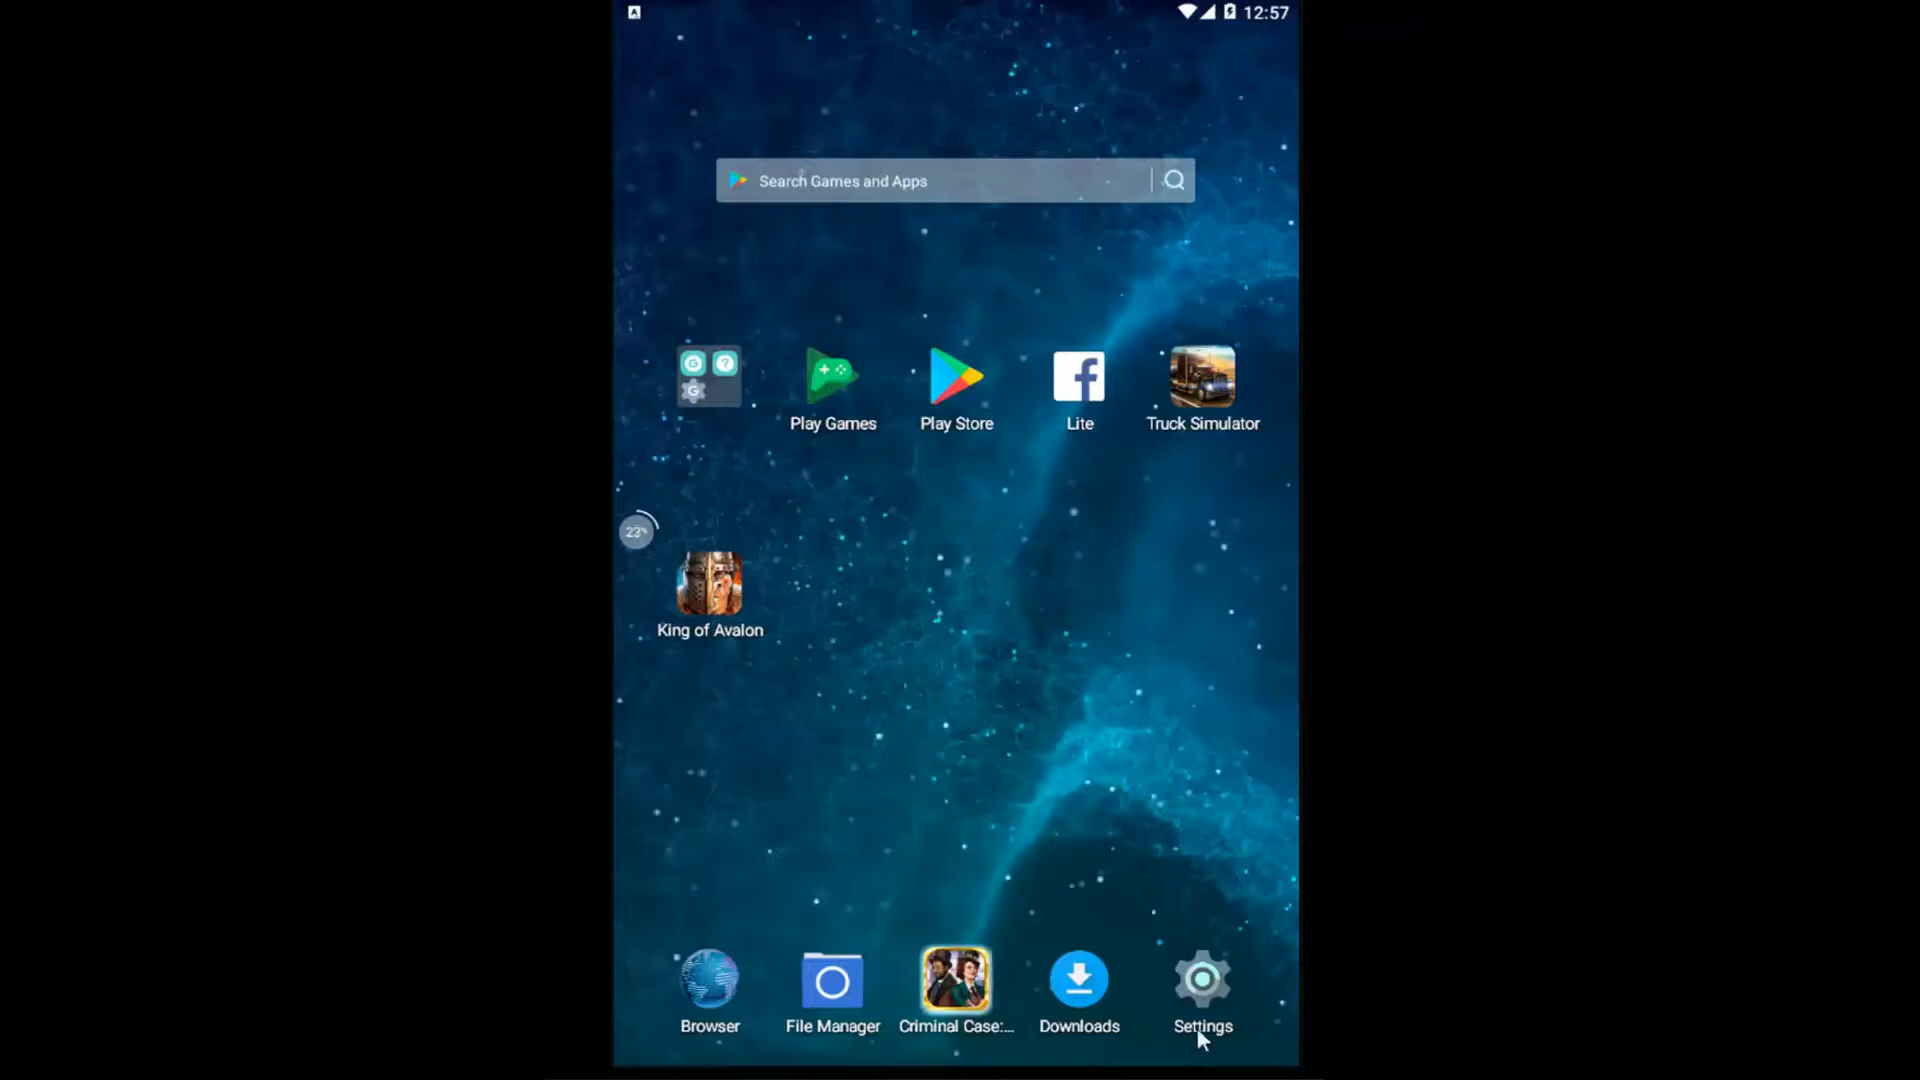 A
12:57
Search Games and Apps
G ?
G
Play Games
Play Store
f
Lite
Truck Simulator
23%
King of Avalon
Browser
File Manager
Criminal Case:...
Downloads
Settings